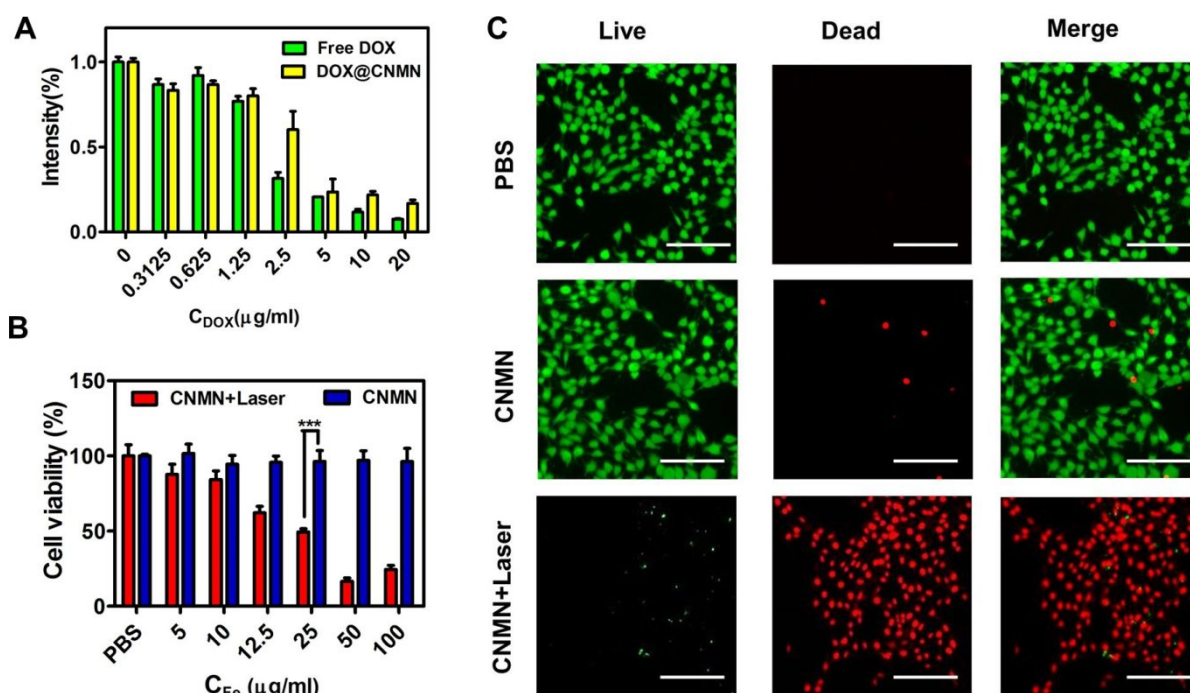 A
Intensity(%)
1.0
0.5
0.0
Free DOX
DOX@CNMN
0 0.3125 0.625 1.25 2.5 5 10 20
C_DOX(μg/ml)
B
Cell viability (%)
150
100
50
0
CNMN+Laser CNMN
***
PBS 5 10 12.5 25 50 100
C_Fe (μg/ml)
C
Live Dead Merge
PBS
CNMN
CNMN+Laser